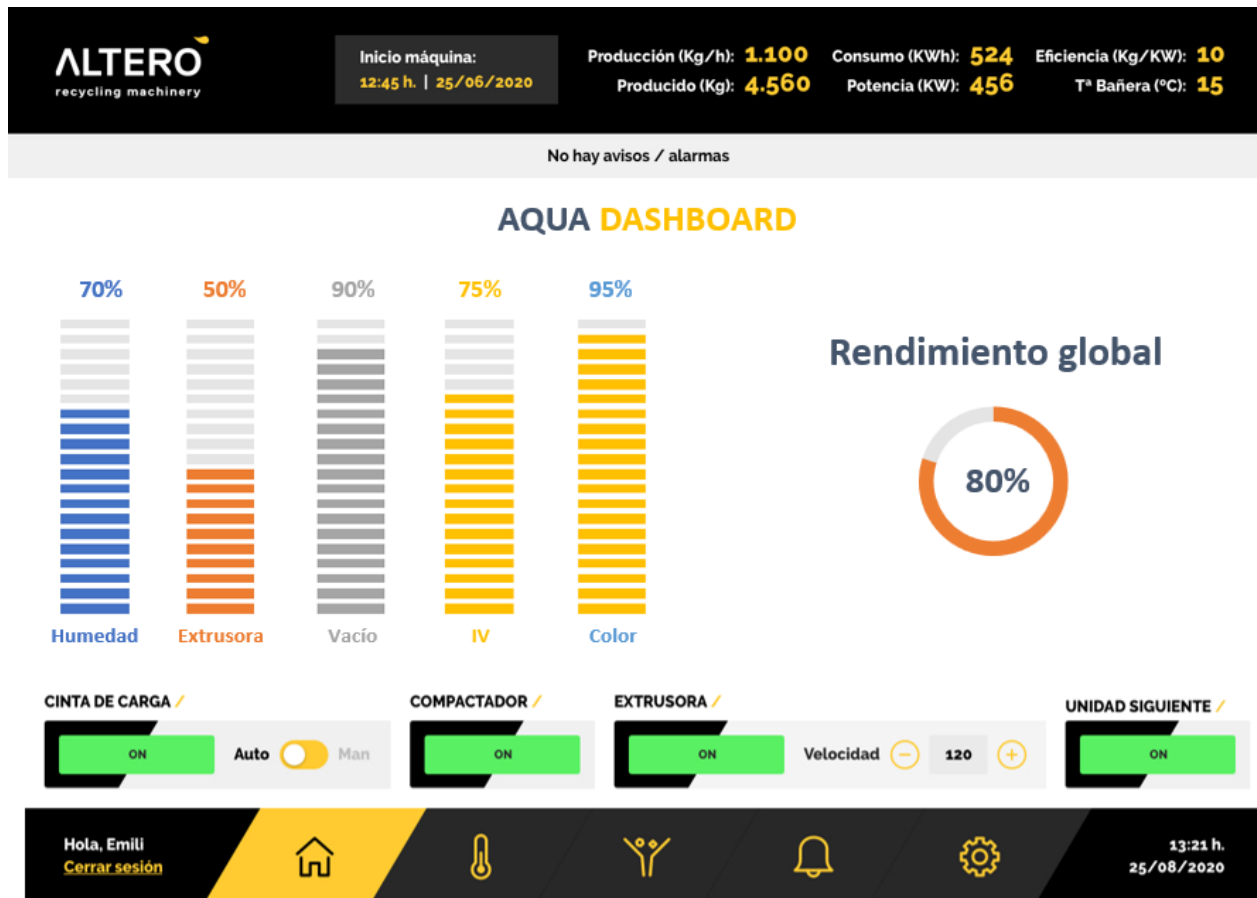 ALTERO
recycling machinery
Inicio máquina:
12:45 h. | 25/06/2020
Producción (Kg/h): 1.100
Producido (Kg): 4.560
Consumo (KWh): 524
Potencia (KW): 456
Eficiencia (Kg/KW): 10
Tª Bañera (ºC): 15
No hay avisos / alarmas
AQUA DASHBOARD
70% 50% 90% 75% 95%
Humedad Extrusora Vacío IV Color
Rendimiento global
80%
CINTA DE CARGA /
ON Auto Man
COMPACTADOR /
ON
EXTRUSORA /
ON Velocidad − 120 +
UNIDAD SIGUIENTE /
ON
Hola, Emili
Cerrar sesión
13:21 h.
25/08/2020